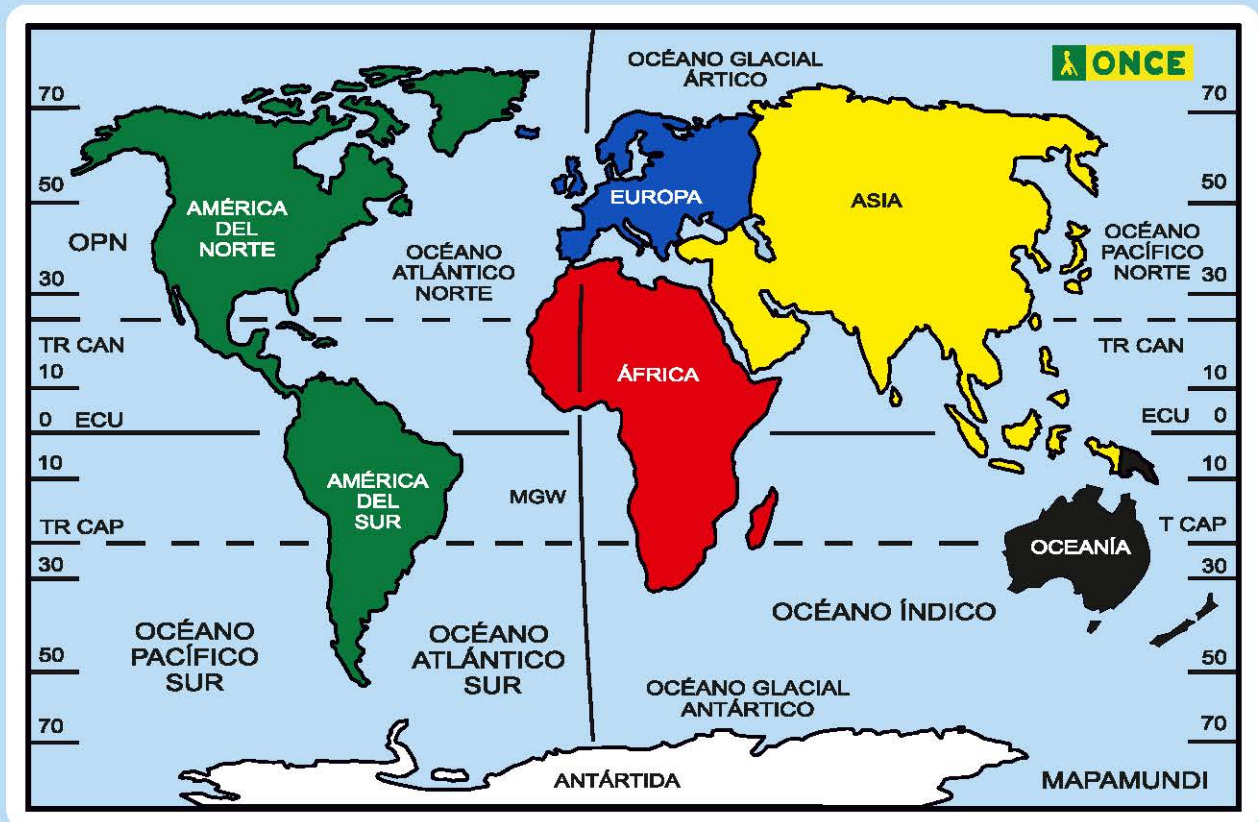 OCÉANO GLACIAL
ÁRTICO
ONCE
70
70
50
50
AMÉRICA
DEL
NORTE
EUROPA
ASIA
OPN
OCÉANO
ATLÁNTICO
NORTE
OCÉANO
PACÍFICO
NORTE
30
30
TR CAN
TR CAN
ÁFRICA
10
10
0 ECU
ECU 0
10
10
AMÉRICA
DEL
SUR
MGW
TR CAP
T CAP
OCEANÍA
30
30
OCÉANO
PACÍFICO
SUR
OCÉANO
ATLÁNTICO
SUR
OCÉANO ÍNDICO
50
50
OCÉANO GLACIAL
ANTÁRTICO
70
70
ANTÁRTIDA
MAPAMUNDI